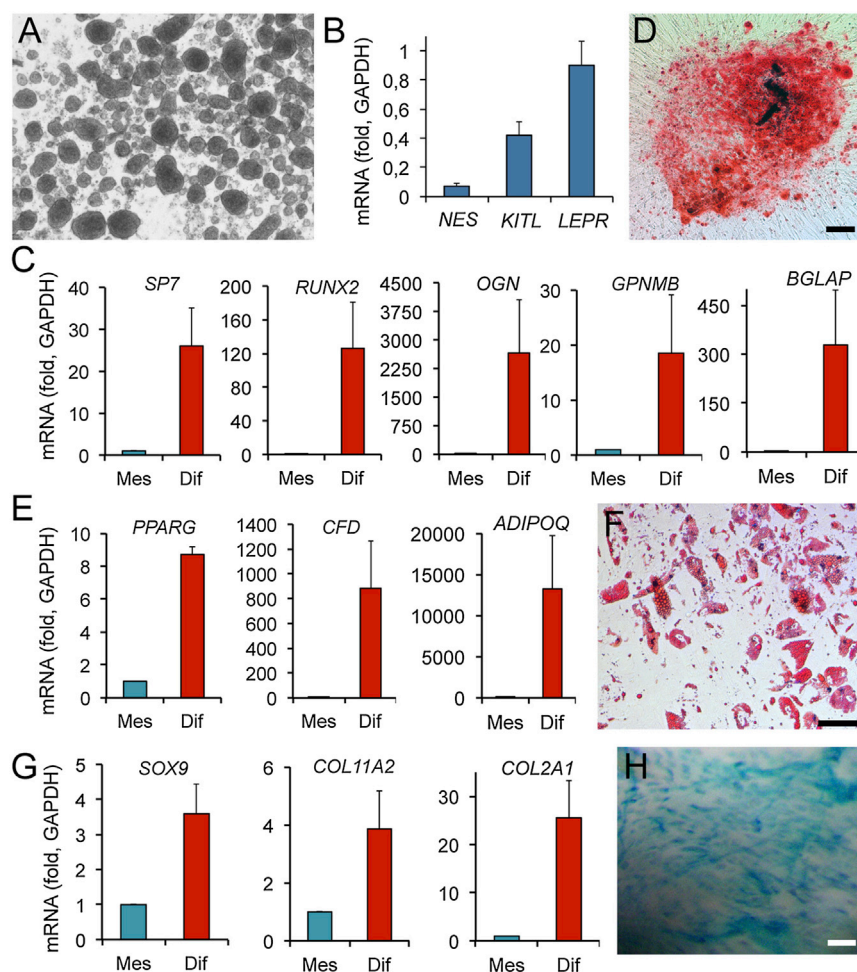 A
B
mRNA (fold, GAPDH)
1
0,8
0,6
0,4
0,2
0
NES KITL LEPR
D
C
mRNA (fold, GAPDH)
SP7
40
30
20
10
0
Mes Dif
RUNX2
200
160
120
80
40
0
Mes Dif
OGN
4500
3750
3000
2250
1500
750
0
Mes Dif
GPNMB
30
20
10
0
Mes Dif
BGLAP
450
300
150
0
Mes Dif
E
mRNA (fold, GAPDH)
PPARG
10
8
6
4
2
0
Mes Dif
CFD
1400
1200
1000
800
600
400
200
0
Mes Dif
ADIPOQ
20000
15000
10000
5000
0
Mes Dif
F
G
mRNA (fold, GAPDH)
SOX9
5
4
3
2
1
0
Mes Dif
COL11A2
6
4
2
0
Mes Dif
COL2A1
30
20
10
0
Mes Dif
H